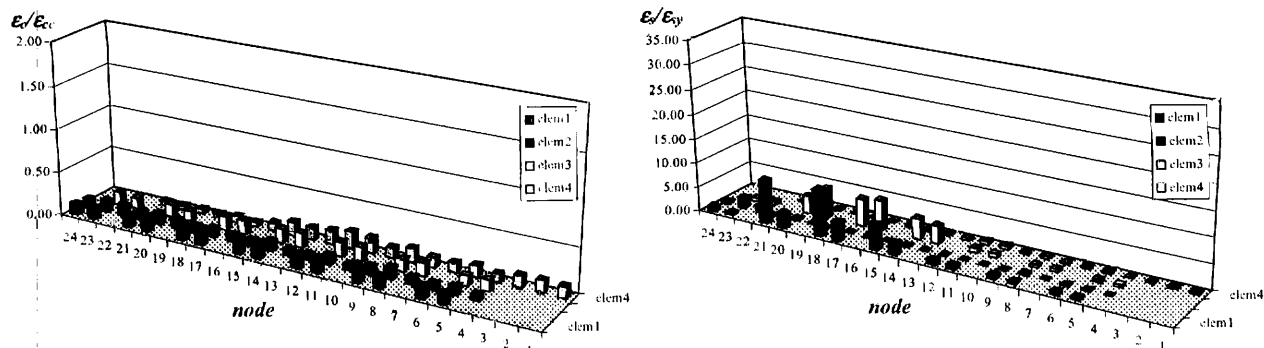 εc/εcc
2.00
1.50
1.00
0.50
0.00
24 23 22 21 20 19 18 17 16 15 14 13 12 11 10 9 8 7 6 5 4 3 2 1
node
elem1
elem2
elem3
elem4
elem4
elem1
εs/εsy
35.00
30.00
25.00
20.00
15.00
10.00
5.00
0.00
24 23 22 21 20 19 18 17 16 15 14 13 12 11 10 9 8 7 6 5 4 3 2 1
node
elem1
elem2
elem3
elem4
elem4
elem1